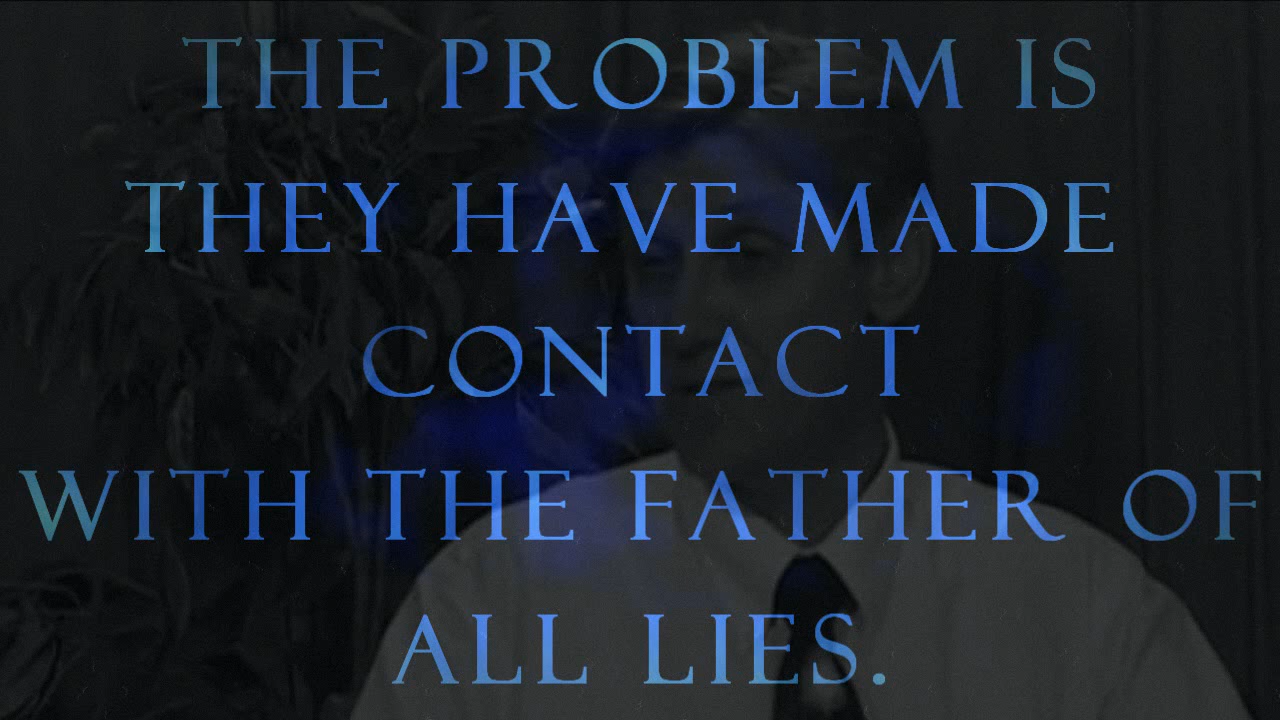 THE PROBLEM IS
THEY HAVE MADE
CONTACT
WITH THE FATHER OF
ALL LIES.